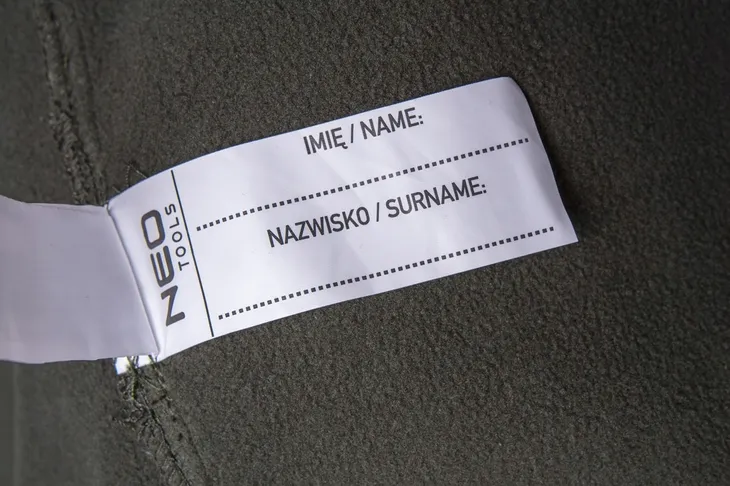 NEO
TOOLS
IMIĘ / NAME:
NAZWISKO / SURNAME: